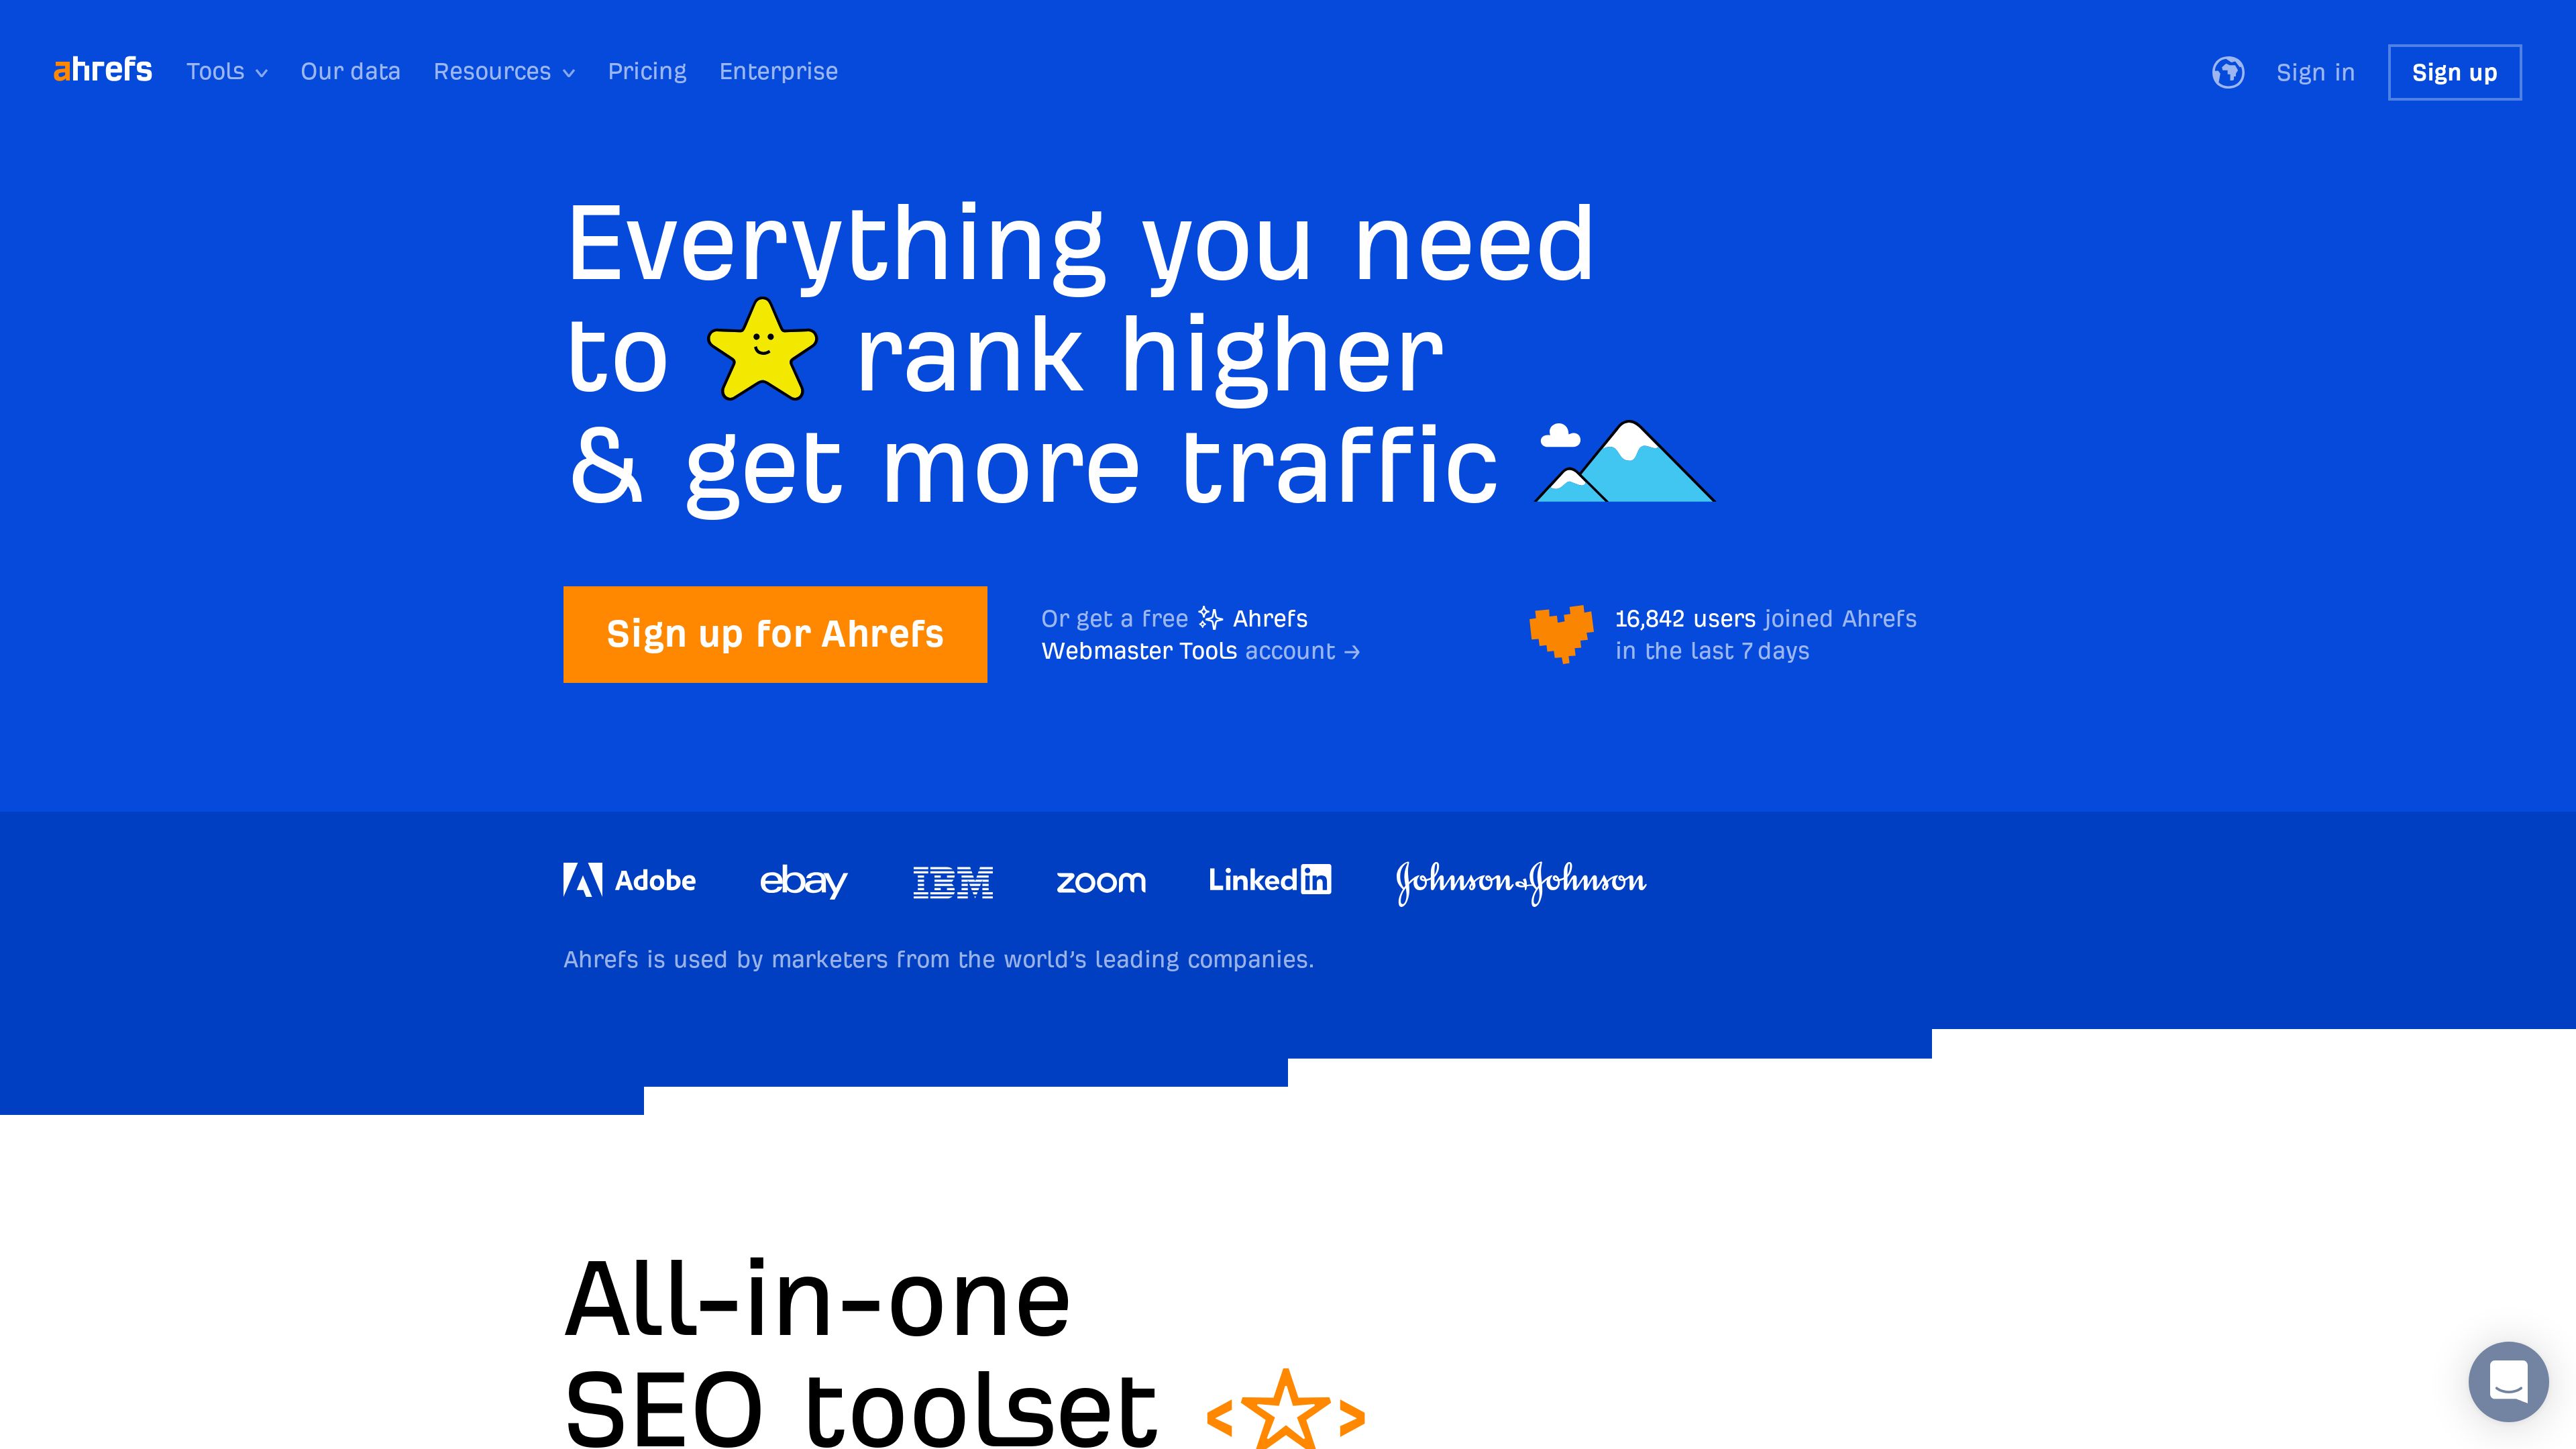 ahrefs Tools Our data Resources Pricing Enterprise Sign in Sign up
Everything you need
to rank higher
& get more traffic
Sign up for Ahrefs
Or get a free Ahrefs
Webmaster Tools account →
16,842 users joined Ahrefs
in the last 7 days
Adobe ebay IBM zoom Linkedin Johnson&Johnson
Ahrefs is used by marketers from the world’s leading companies.
All-in-one
SEO toolset